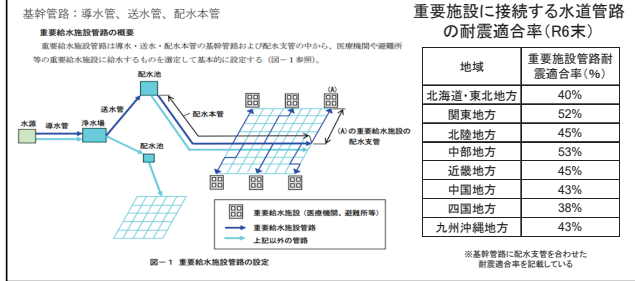 基幹管路：導水管、送水管、配水本管
重要給水施設管路の概要
重要給水施設管路は導水・送水・配水本管の基幹管路および配水支管の中から、医療機関や避難所
等の重要給水施設に給水するものを選定して基本的に設定する（図－1参照）。
水源
導水管
浄水場
送水管
配水池
配水池
配水本管
(A)
(A)の重要給水施設の
配水支管
重要給水施設（医療機関、避難所等）
重要給水施設管路
上記以外の管路
図－1 重要給水施設管路の設定
重要施設に接続する水道管路
の耐震適合率（R6末）
地域
重要施設管路耐
震適合率（%）
北海道・東北地方 40%
関東地方 52%
北陸地方 45%
中部地方 53%
近畿地方 45%
中国地方 43%
四国地方 38%
九州沖縄地方 43%
※基幹管路に配水支管を合わせた
耐震適合率を記載している